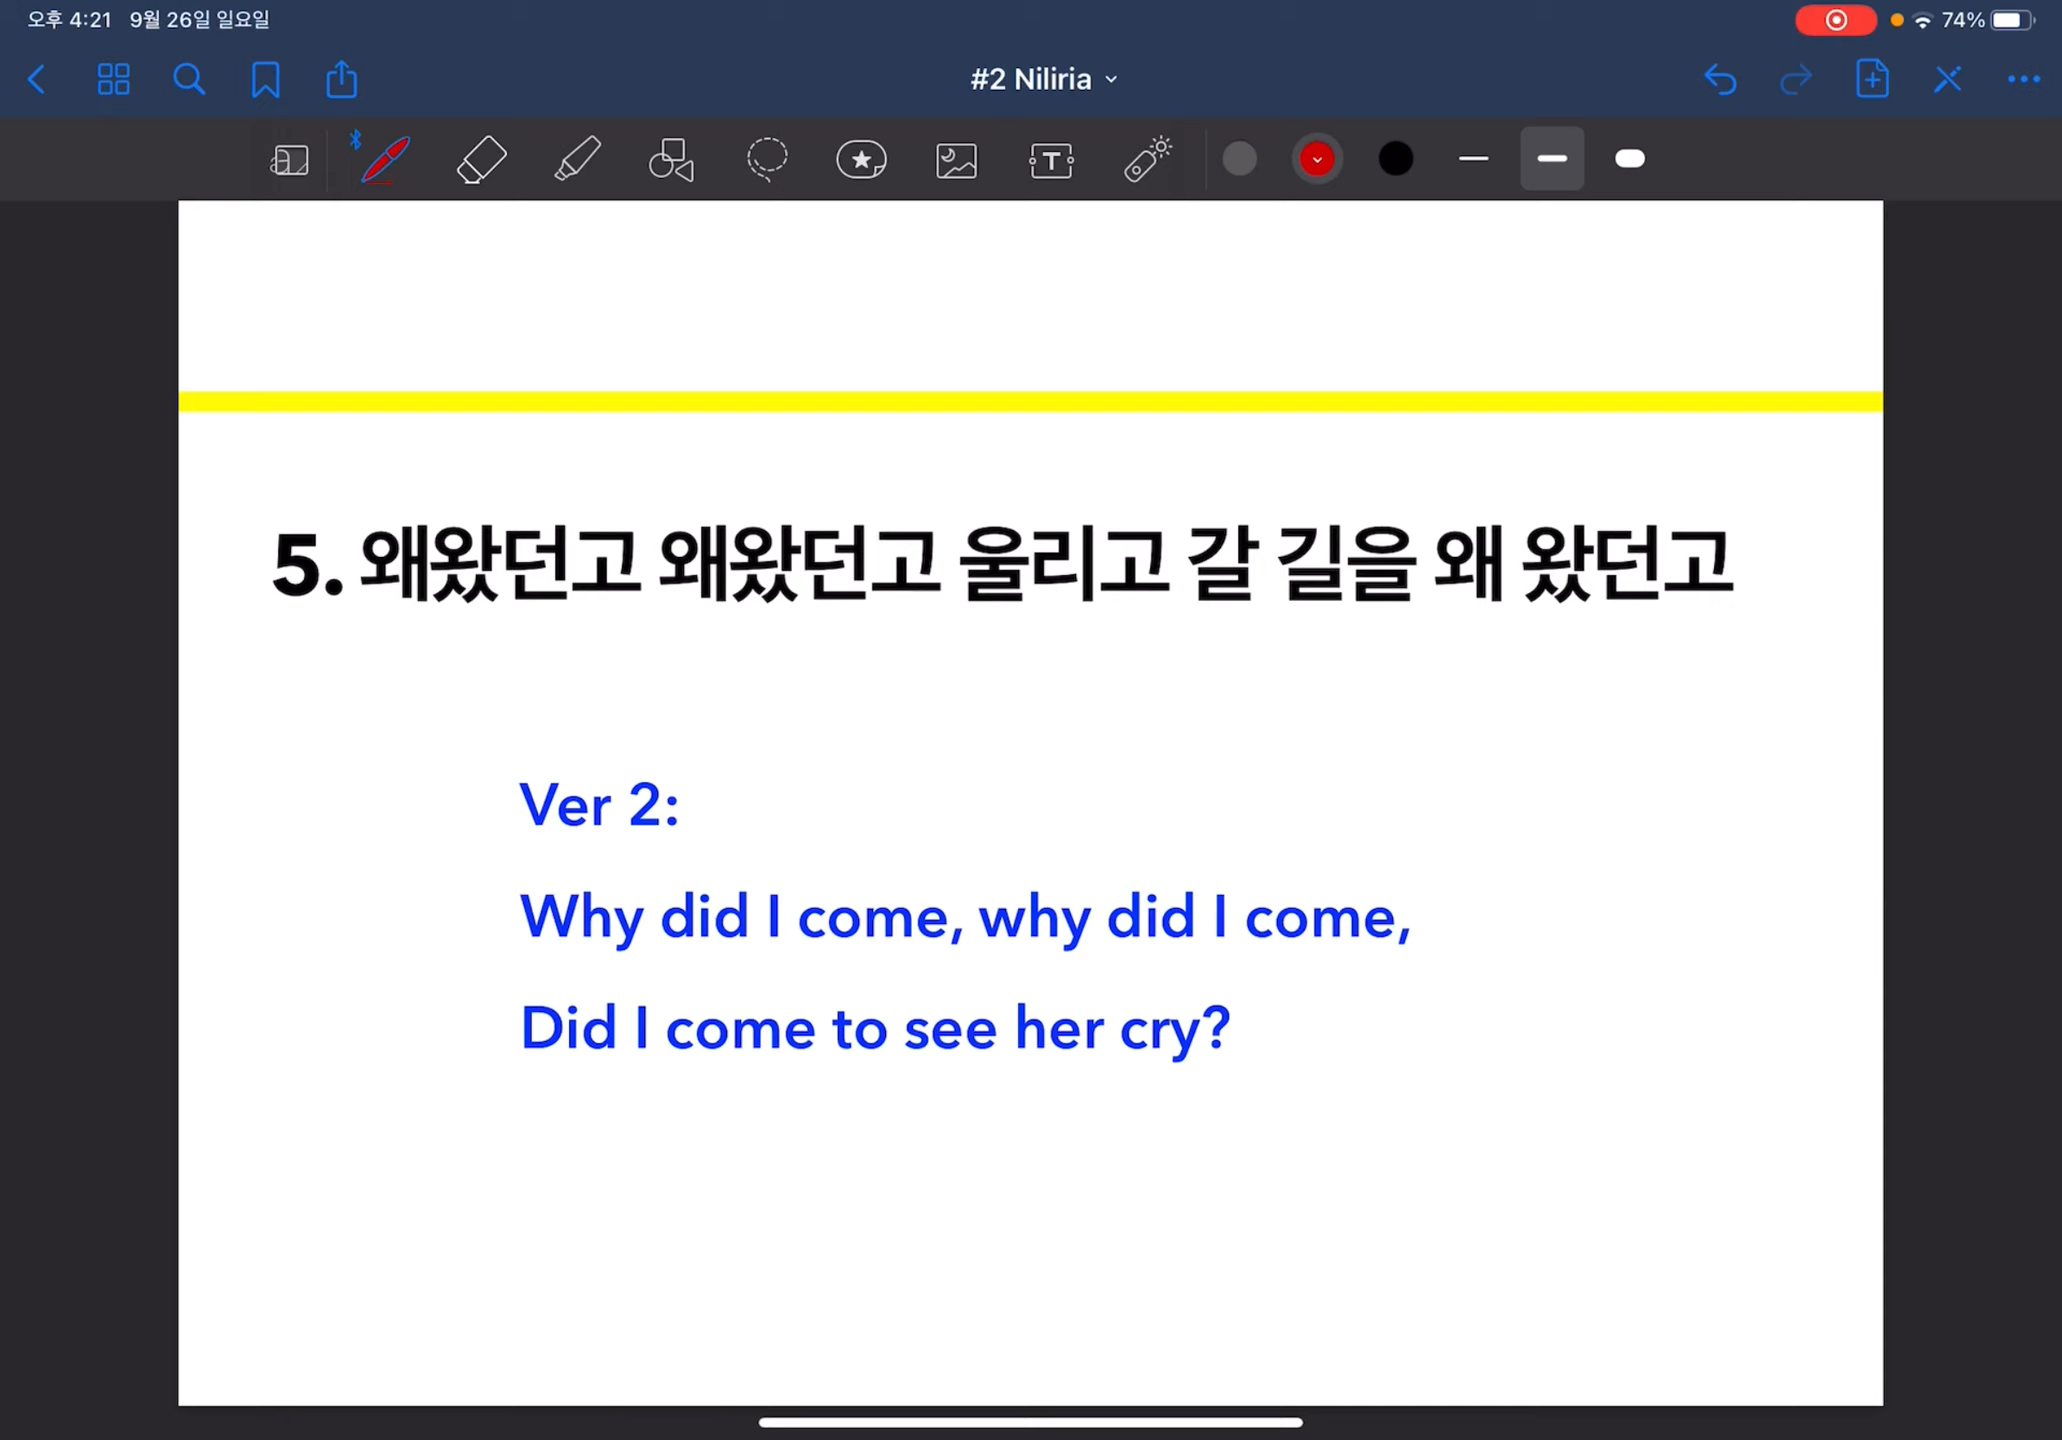 오후 4:21 9월 26일 일요일
74%
#2 Niliria
T
5. 왜왔던고 왜왔던고 울리고 갈 길을 왜 왔던고
Ver 2:
Why did I come, why did I come,
Did I come to see her cry?